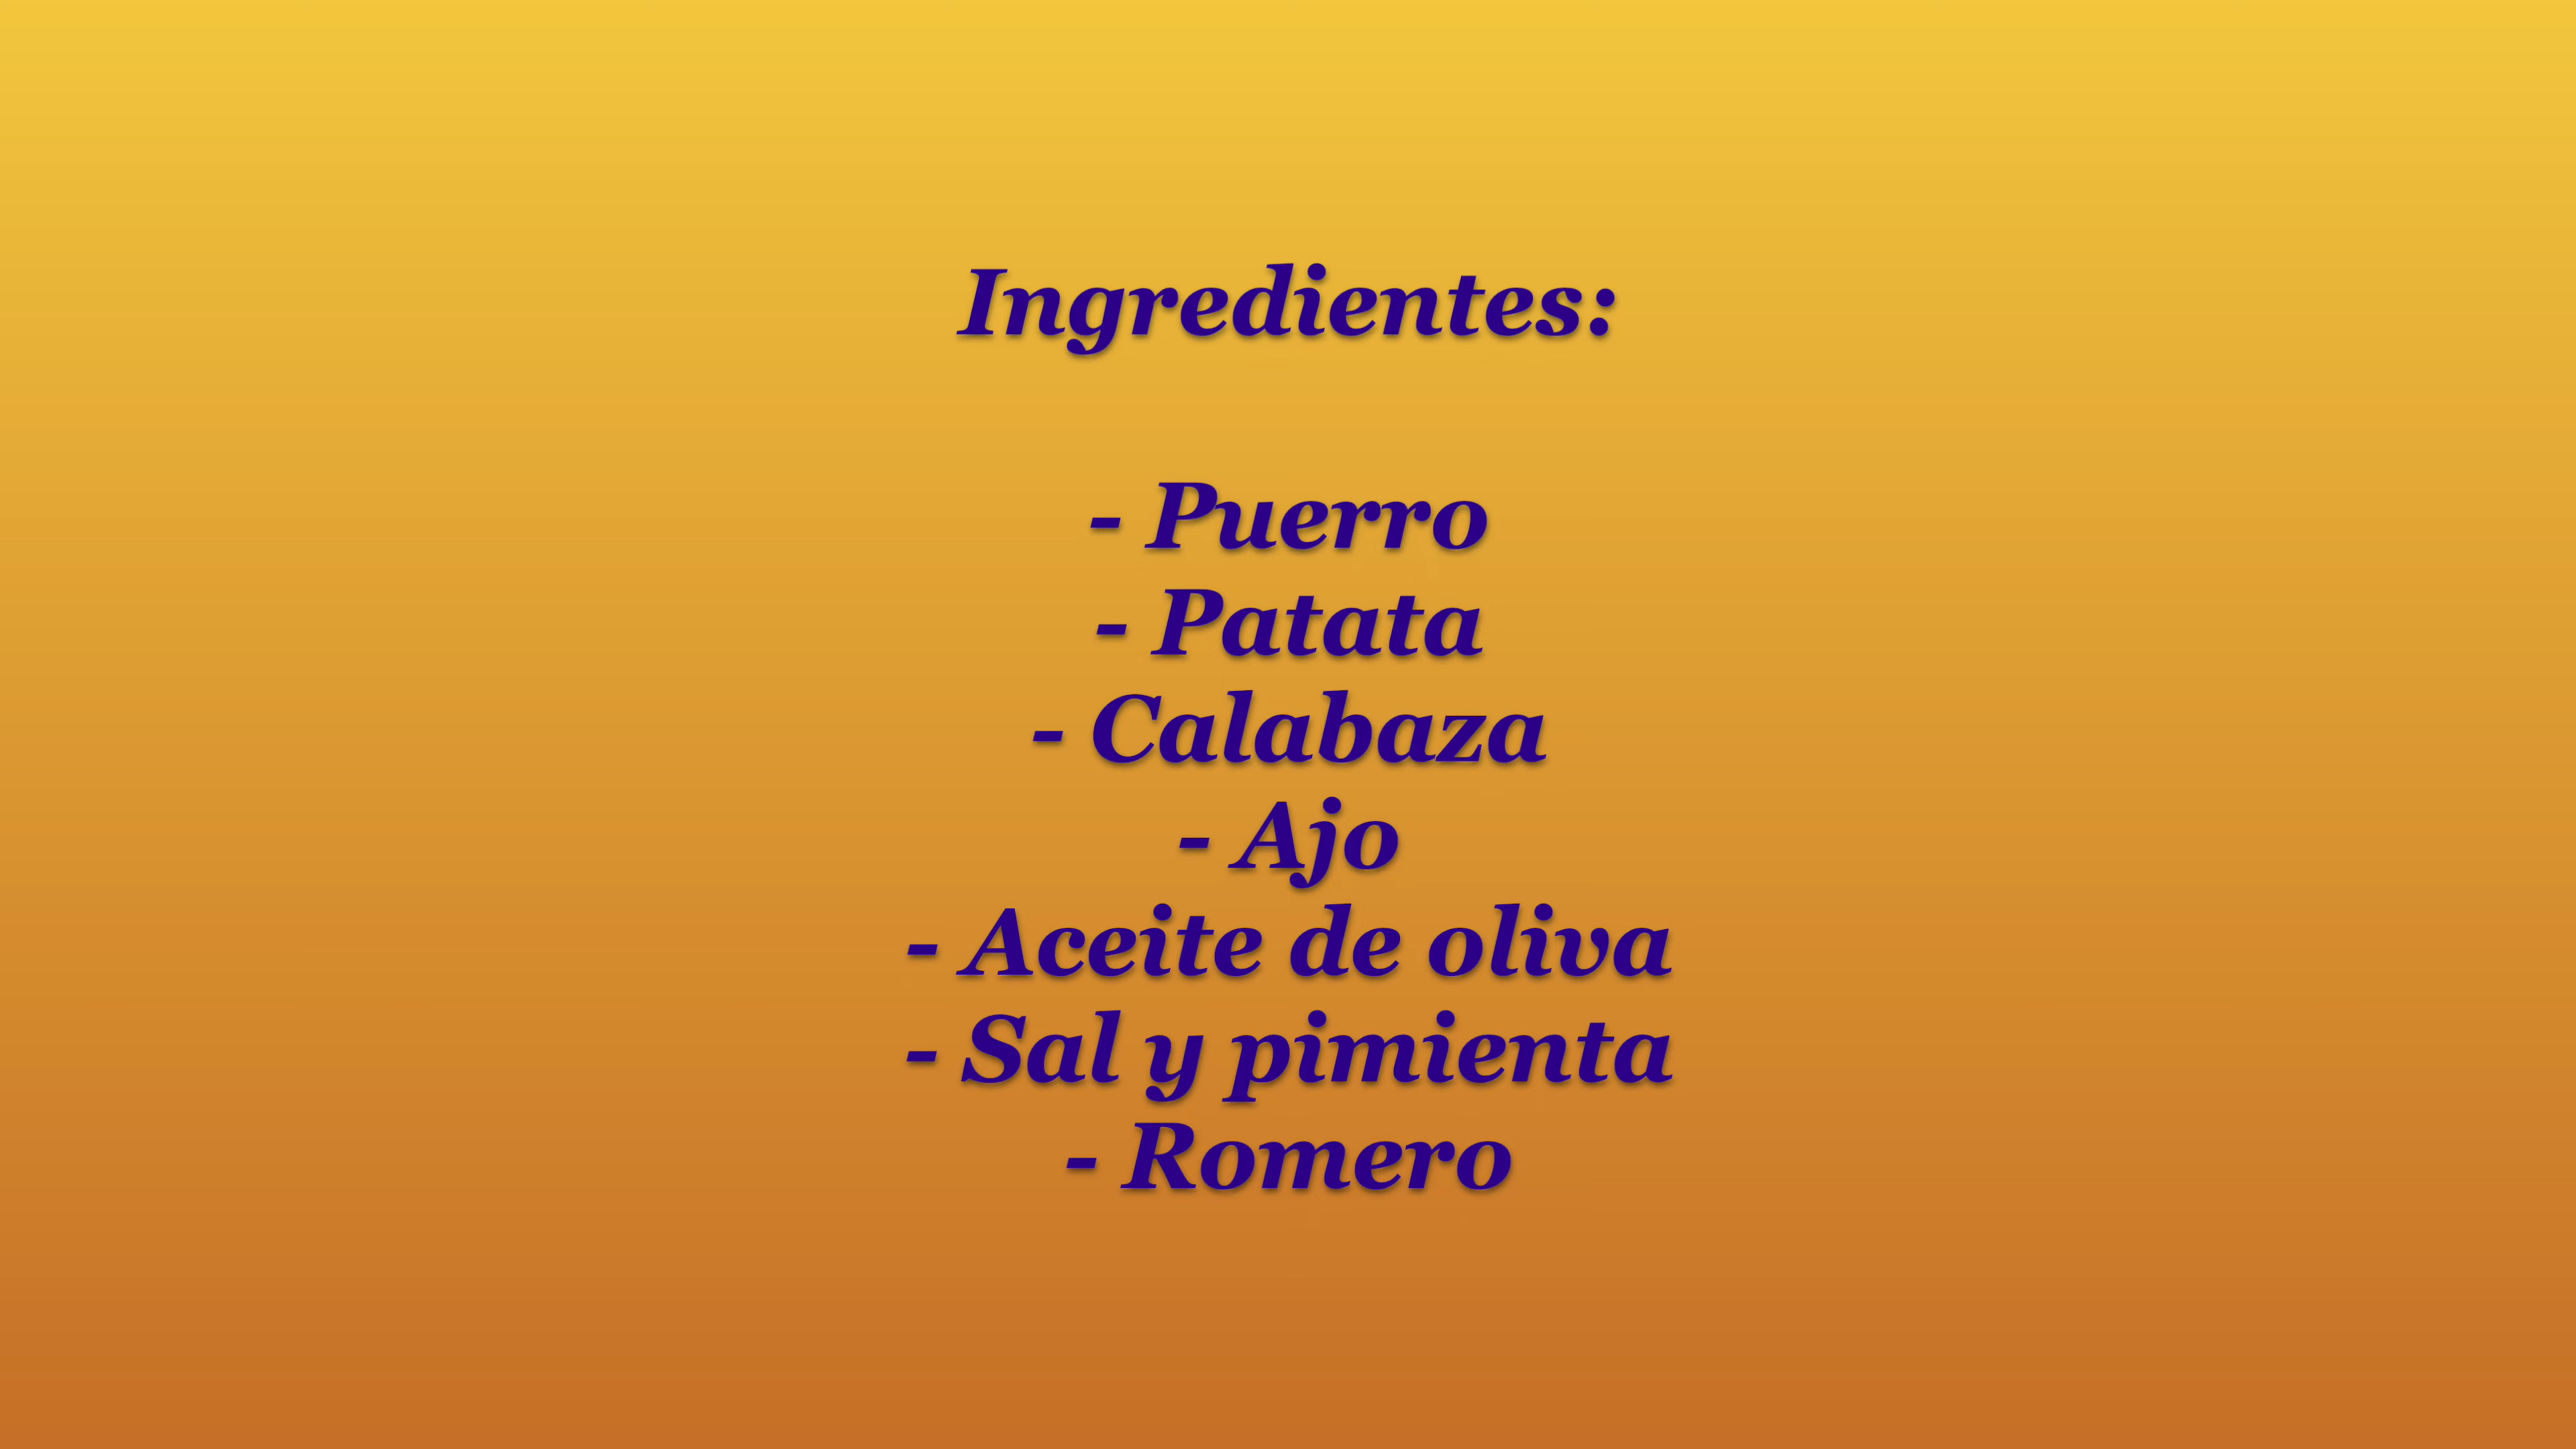 Ingredientes:
- Puerro
- Patata
- Calabaza
- Ajo
- Aceite de oliva
- Sal y pimienta
- Romero